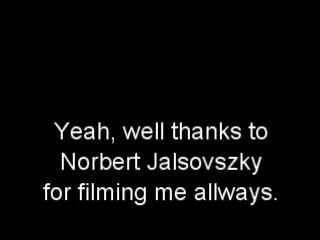 Yeah, well thanks to
Norbert Jalsovszky
for filming me allways.